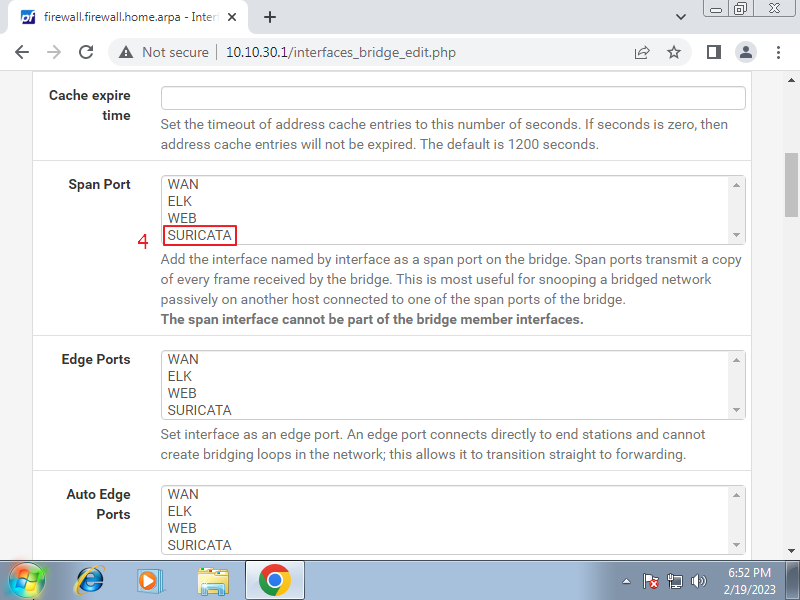 firewall.firewall.home.arpa - Inter
Not secure
10.10.30.1/interfaces_bridge_edit.php
Cache expire
time
Set the timeout of address cache entries to this number of seconds. If seconds is zero, then
address cache entries will not be expired. The default is 1200 seconds.
Span Port
WAN
ELK
WEB
SURICATA
4
Add the interface named by interface as a span port on the bridge. Span ports transmit a copy
of every frame received by the bridge. This is most useful for snooping a bridged network
passively on another host connected to one of the span ports of the bridge.
The span interface cannot be part of the bridge member interfaces.
Edge Ports
WAN
ELK
WEB
SURICATA
Set interface as an edge port. An edge port connects directly to end stations and cannot
create bridging loops in the network; this allows it to transition straight to forwarding.
Auto Edge
Ports
WAN
ELK
WEB
SURICATA
6:52 PM
2/19/2023